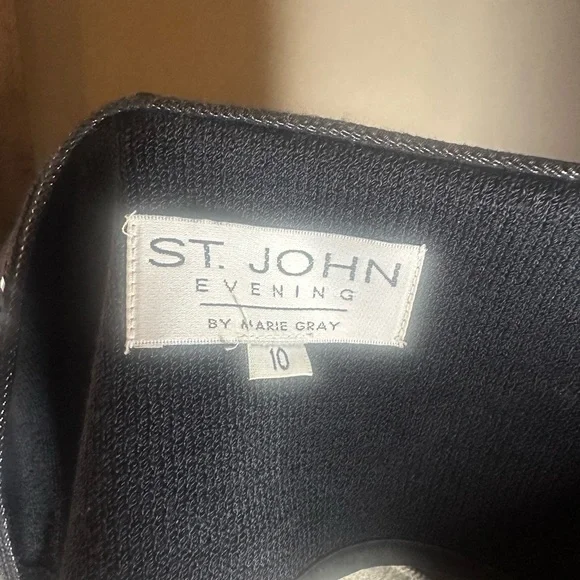 ST. JOHN
EVENING
BY MARIE GRAY
10